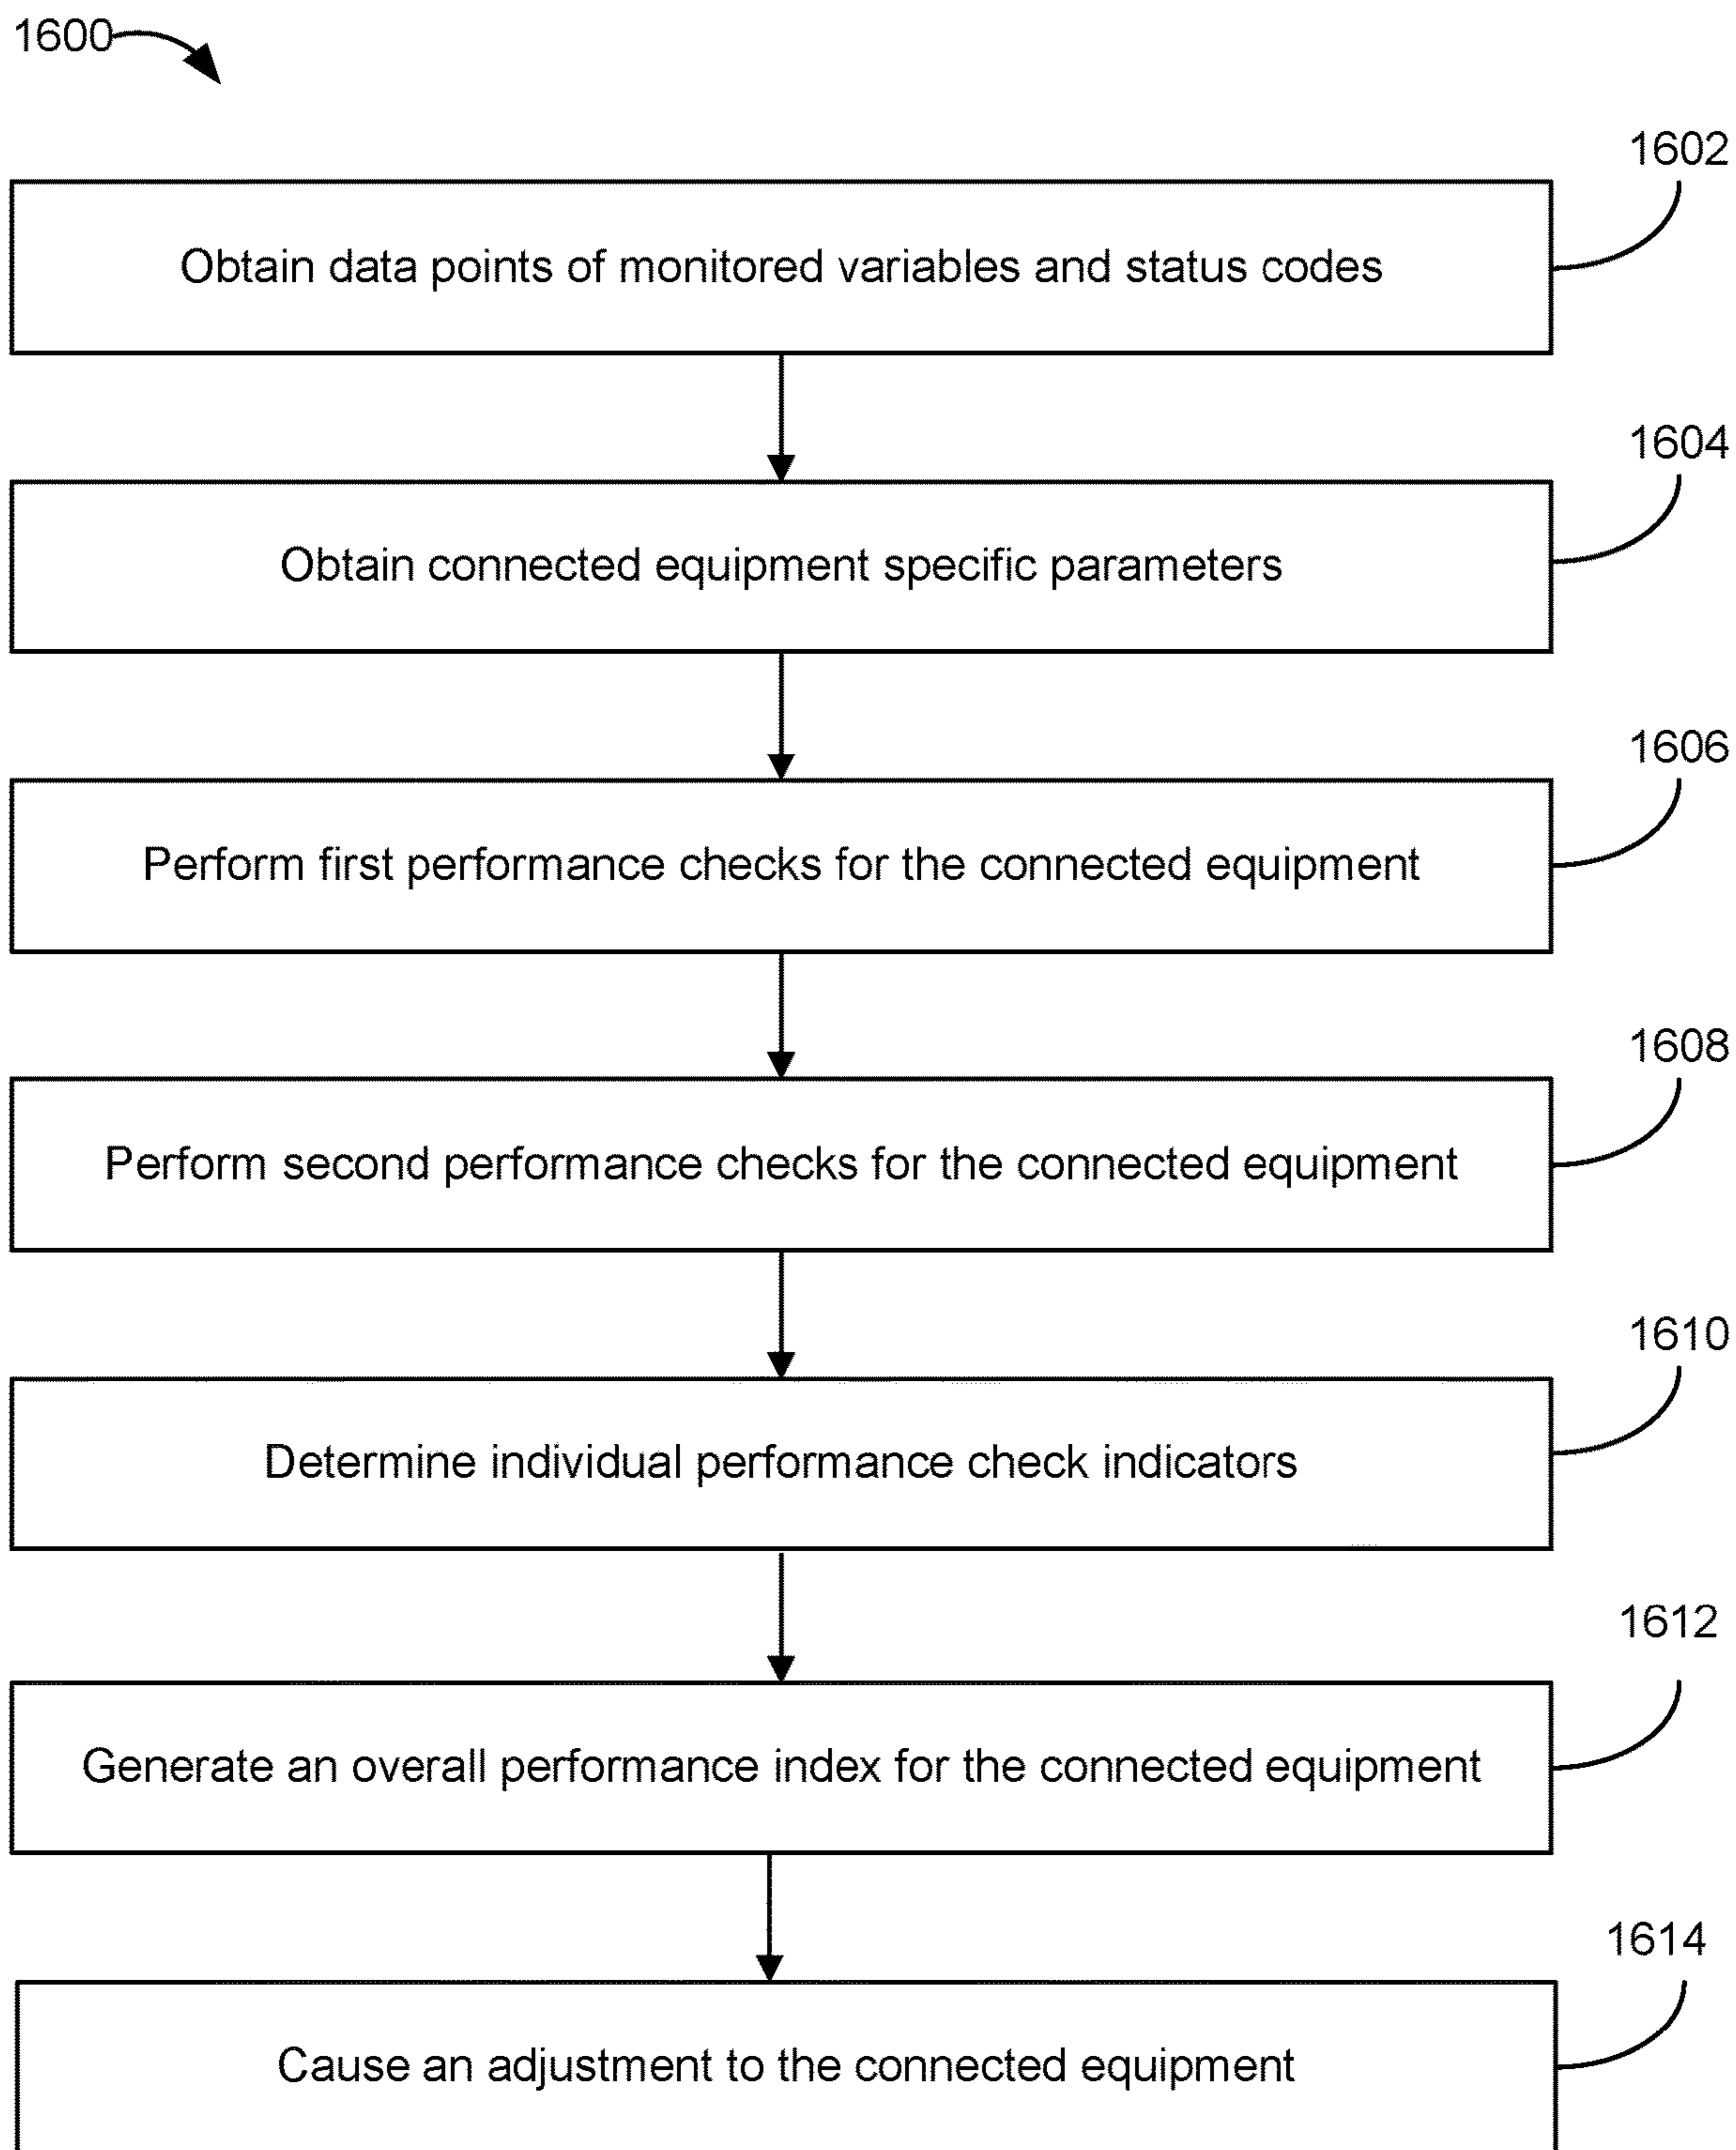 1600
1602
Obtain data points of monitored variables and status codes
1604
Obtain connected equipment specific parameters
1606
Perform first performance checks for the connected equipment
1608
Perform second performance checks for the connected equipment
1610
Determine individual performance check indicators
1612
Generate an overall performance index for the connected equipment
1614
Cause an adjustment to the connected equipment